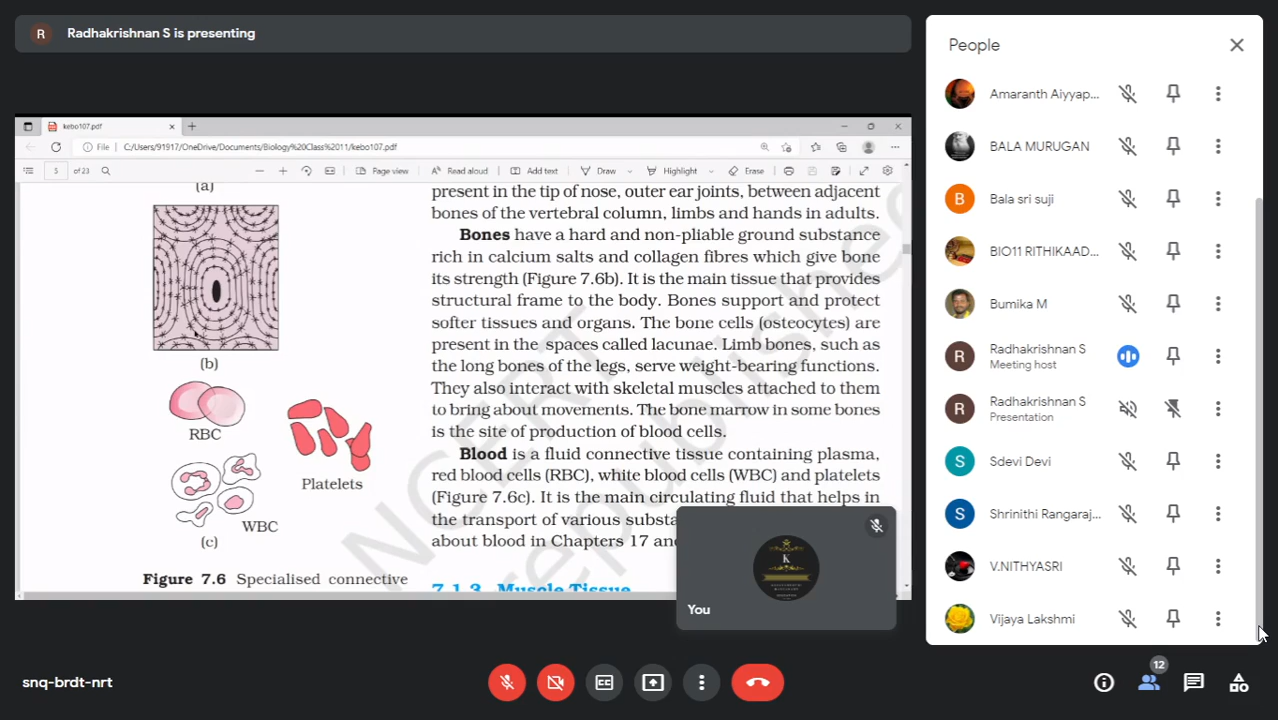 R Radhakrishnan S is presenting
kebo107.pdf
File C:/Users/91917/OneDrive/Documents/Biology%20Class%2011/kebo107.pdf
5 of 23 Page view Read aloud Add text Draw Highlight Erase
(a)
(b)
RBC
Platelets
WBC
(c)
Figure 7.6 Specialised connective
present in the tip of nose, outer ear joints, between adjacent
bones of the vertebral column, limbs and hands in adults.
Bones have a hard and non-pliable ground substance
rich in calcium salts and collagen fibres which give bone
its strength (Figure 7.6b). It is the main tissue that provides
structural frame to the body. Bones support and protect
softer tissues and organs. The bone cells (osteocytes) are
present in the spaces called lacunae. Limb bones, such as
the long bones of the legs, serve weight-bearing functions.
They also interact with skeletal muscles attached to them
to bring about movements. The bone marrow in some bones
is the site of production of blood cells.
Blood is a fluid connective tissue containing plasma,
red blood cells (RBC), white blood cells (WBC) and platelets
(Figure 7.6c). It is the main circulating fluid that helps in
the transport of various
about blood in Chapters 17
7.1.3 Muscle Tissue
NCERT
republished
K
You
People
Amaranth Aiyyap...
BALA MURUGAN
B Bala sri suji
BIO11 RITHIKAAD...
Bumika M
R Radhakrishnan S
Meeting host
R Radhakrishnan S
Presentation
S Sdevi Devi
S Shrinithi Rangaraj...
V.NITHYASRI
Vijaya Lakshmi
snq-brdt-nrt
CC
12